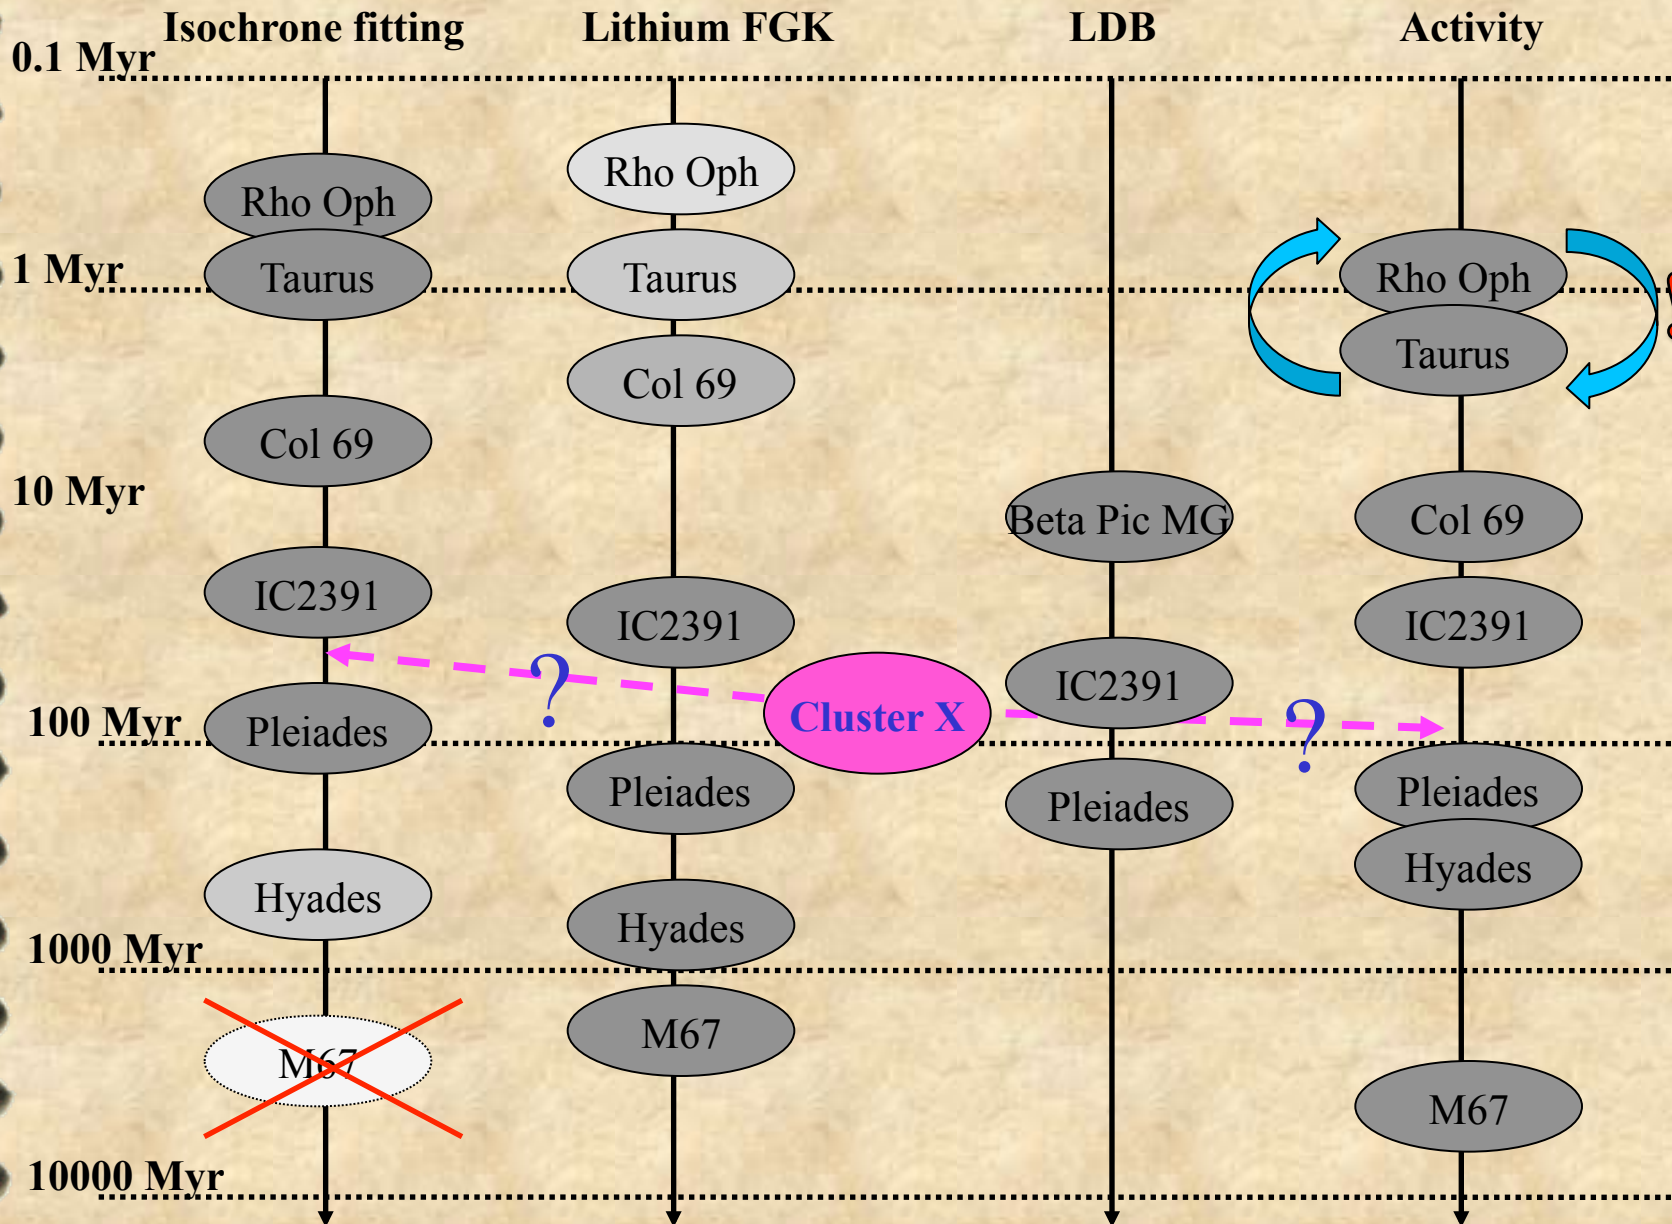 Isochrone fitting Lithium FGK LDB Activity
0.1 Myr
Rho Oph
Rho Oph
1 Myr
Taurus
Taurus
Rho Oph
Taurus
Col 69
Col 69
10 Myr
Beta Pic MG
Col 69
IC2391
IC2391
IC2391
IC2391
?
Cluster X
?
100 Myr
Pleiades
Pleiades
Pleiades
Pleiades
Hyades
Hyades
Hyades
1000 Myr
M67
M67
M67
10000 Myr